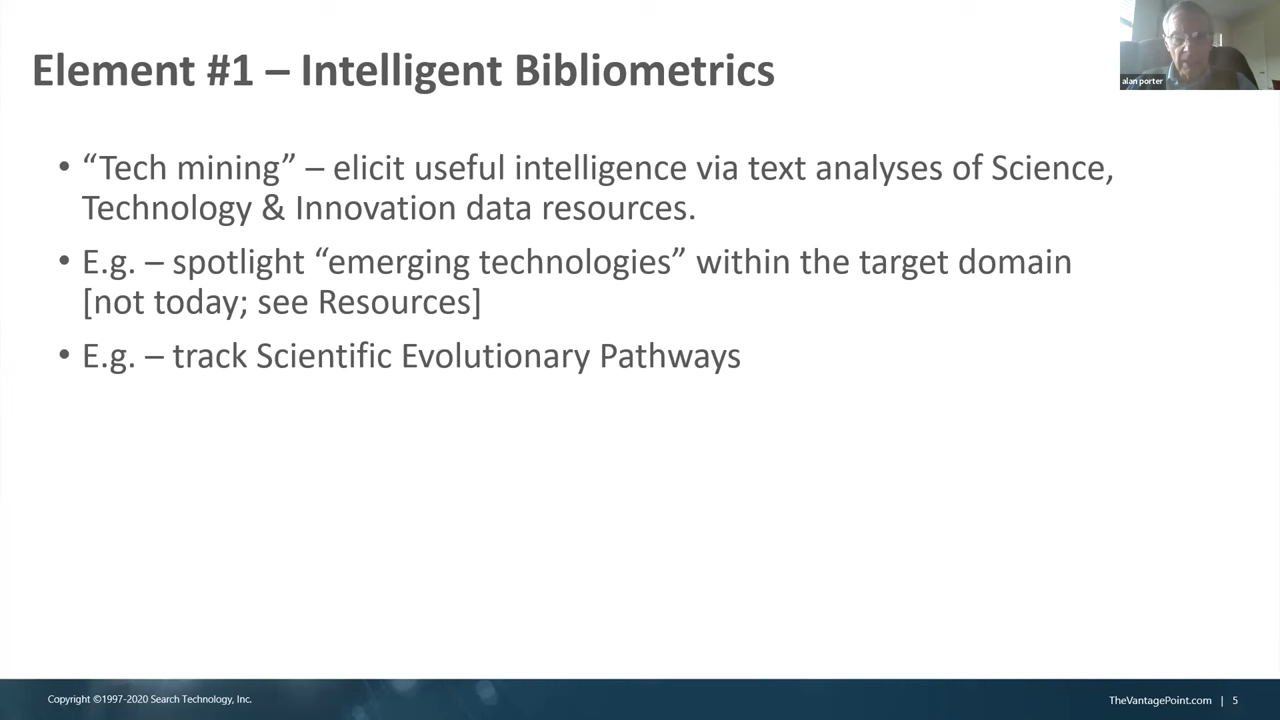 Element #1 – Intelligent Bibliometrics
alan porter
• “Tech mining” – elicit useful intelligence via text analyses of Science,
Technology & Innovation data resources.
• E.g. – spotlight “emerging technologies” within the target domain
[not today; see Resources]
• E.g. – track Scientific Evolutionary Pathways
Copyright ©1997-2020 Search Technology, Inc.
TheVantagePoint.com | 5